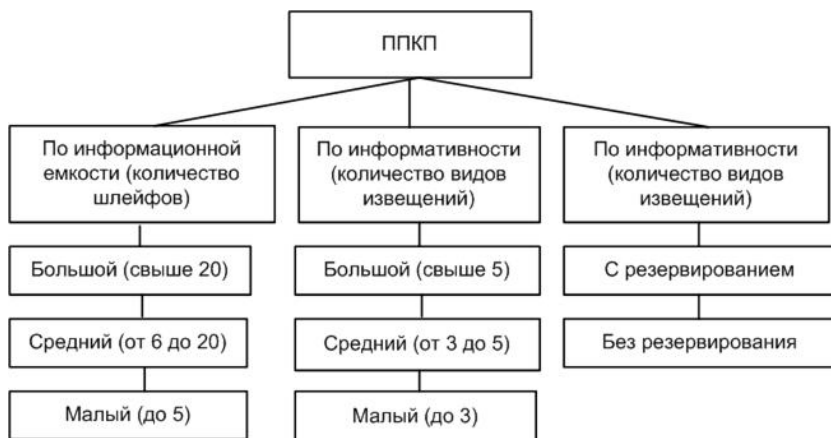 ППКП
По информационной
емкости (количество
шлейфов)
Большой (свыше 20)
Средний (от 6 до 20)
Малый (до 5)
По информативности
(количество видов
извещений)
Большой (свыше 5)
Средний (от 3 до 5)
Малый (до 3)
По информативности
(количество видов
извещений)
С резервированием
Без резервирования